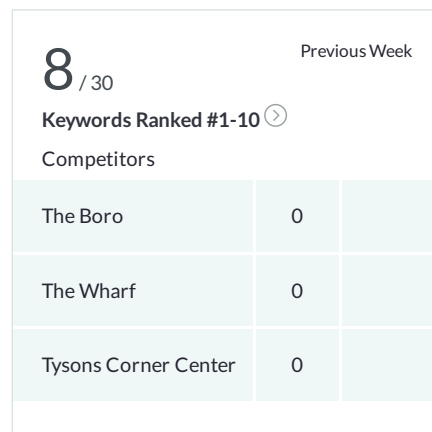 Previous Week
8 / 30
Keywords Ranked #1-10
Competitors
The Boro 0
The Wharf 0
Tysons Corner Center 0